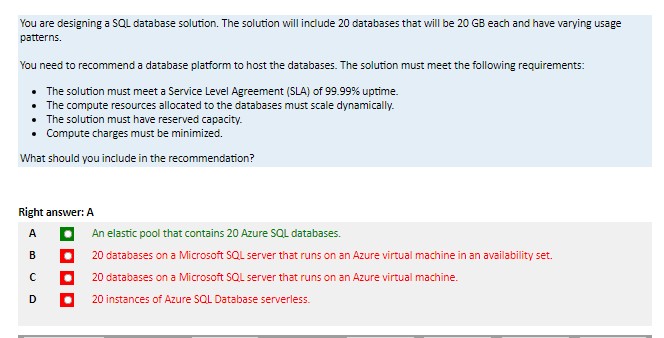 You are designing a SQL database solution. The solution will include 20 databases that will be 20 GB each and have varying usage
patterns.
You need to recommend a database platform to host the databases. The solution must meet the following requirements:
• The solution must meet a Service Level Agreement (SLA) of 99.99% uptime.
• The compute resources allocated to the databases must scale dynamically.
• The solution must have reserved capacity.
• Compute charges must be minimized.
What should you include in the recommendation?
Right answer: A
A An elastic pool that contains 20 Azure SQL databases.
B 20 databases on a Microsoft SQL server that runs on an Azure virtual machine in an availability set.
C 20 databases on a Microsoft SQL server that runs on an Azure virtual machine.
D 20 instances of Azure SQL Database serverless.